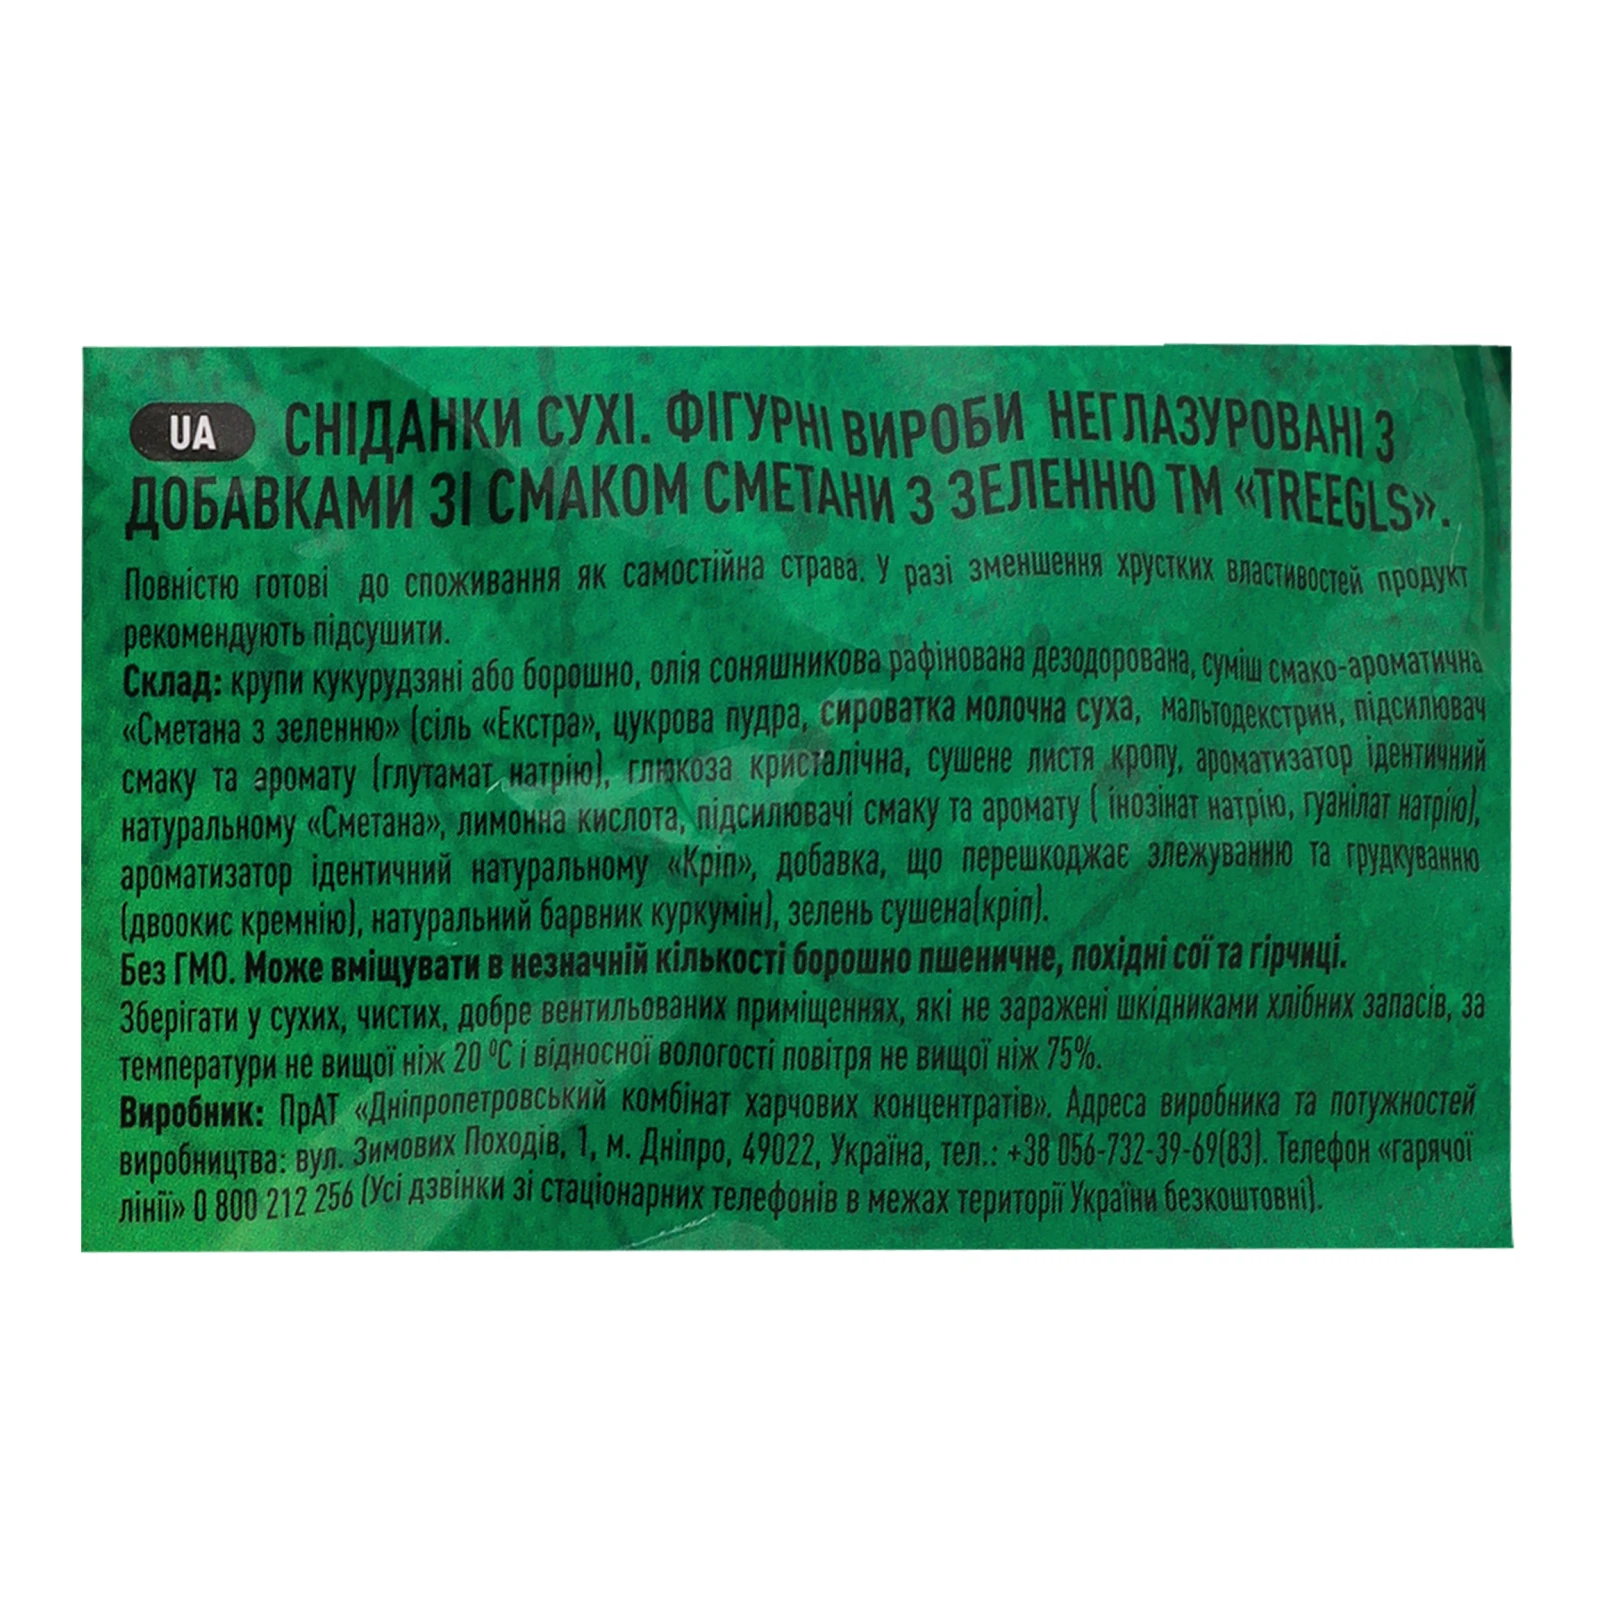 UA СНІДАНКИ СУХІ. ФІГУРНІ ВИРОБИ НЕГЛАЗУРОВАНІ З
ДОБАВКАМИ ЗІ СМАКОМ СМЕТАНИ З ЗЕЛЕННЮ ТМ «TREEGLS».
Повністю готові до споживання як самостійна страва. У разі зменшення хрустких властивостей продукт
рекомендують підсушити.
Склад: крупи кукурудзяні або борошно, олія соняшникова рафінована дезодорована, суміш смако-ароматична
«Сметана з зеленню» (сіль «Екстра», цукрова пудра, сироватка молочна суха, мальтодекстрин, підсилювач
смаку та аромату (глутамат натрію), глюкоза кристалічна, сушене листя кропу, ароматизатор ідентичний
натуральному «Сметана», лимонна кислота, підсилювачі смаку та аромату ( інозінат натрію, гуанілат натрію),
ароматизатор ідентичний натуральному «Кріп», добавка, що перешкоджає злежуванню та грудкуванню
(двоокис кремнію), натуральний барвник куркумін), зелень сушена(кріп).
Без ГМО. Може вміщувати в незначній кількості борошно пшеничне, похідні сої та гірчиці.
Зберігати у сухих, чистих, добре вентильованих приміщеннях, які не заражені шкідниками хлібних запасів, за
температури не вищої ніж 20 ⁰С і відносної вологості повітря не вищої ніж 75%.
Виробник: ПрАТ «Дніпропетровський комбінат харчових концентратів». Адреса виробника та потужностей
виробництва: вул. Зимових Походів, 1, м. Дніпро, 49022, Україна, тел.: +38 056-732-39-69(83). Телефон «гарячої
лінії» 0 800 212 256 (Усі дзвінки зі стаціонарних телефонів в межах території України безкоштовні).